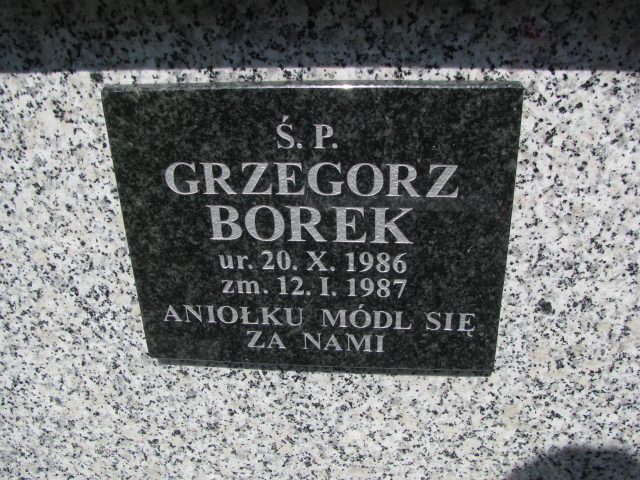 Ś. P.
GRZEGORZ
BOREK
ur. 20. X. 1986
zm. 12. I. 1987
ANIOŁKU MÓDL SIĘ
ZA NAMI